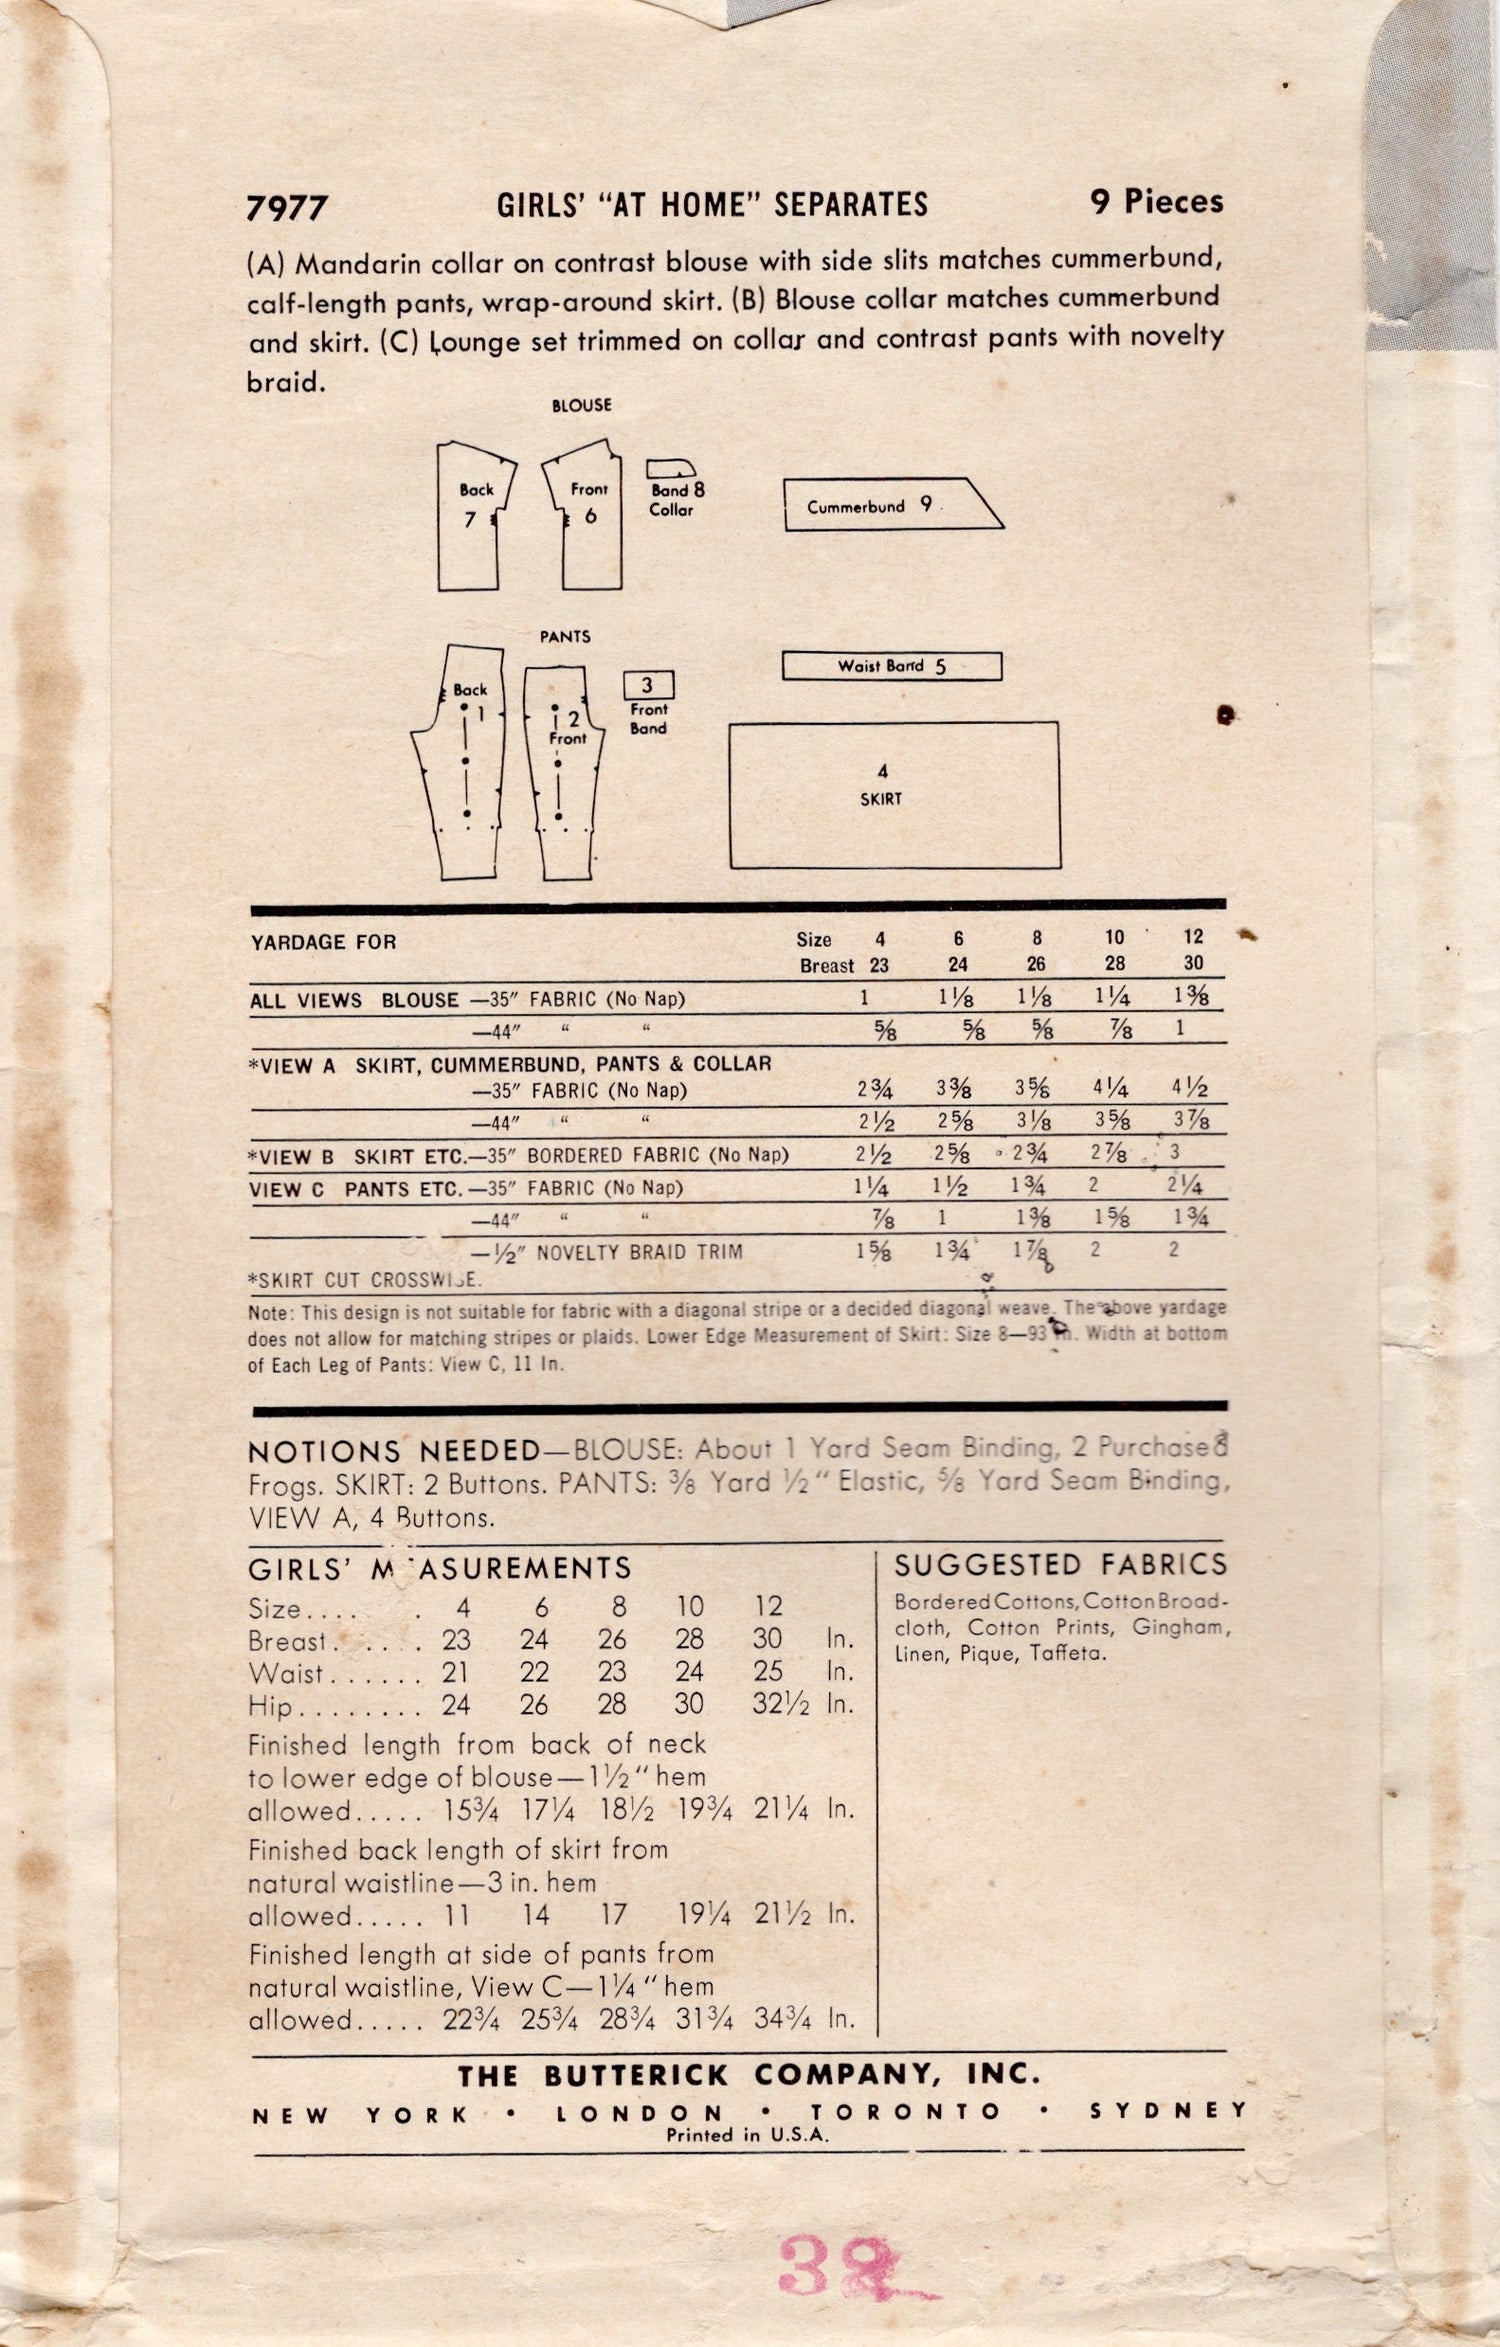 7977 GIRLS' “AT HOME” SEPARATES 9 Pieces
(A) Mandarin collar on contrast blouse with side slits matches cummerbund,
calf-length pants, wrap-around skirt. (B) Blouse collar matches cummerbund
and skirt. (C) Lounge set trimmed on collar and contrast pants with novelty
braid.
BLOUSE
Back
7
Front
6
Band 8
Collar
Cummerbund 9
PANTS
Back
1
2
Front
3
Front
Band
Waist Band 5
4
SKIRT
YARDAGE FOR Size 4 6 8 10 12
Breast 23 24 26 28 30
ALL VIEWS BLOUSE —35″ FABRIC (No Nap) 1 1⅛ 1⅛ 1¼ 1⅜
—44″ “ “ ⅝ ⅝ ⅝ ⅞ 1
*VIEW A SKIRT, CUMMERBUND, PANTS & COLLAR
—35″ FABRIC (No Nap) 2¾ 3⅜ 3⅝ 4¼ 4½
—44″ “ “ 2½ 2⅝ 3⅛ 3⅝ 3⅞
*VIEW B SKIRT ETC.—35″ BORDERED FABRIC (No Nap) 2½ 2⅝ 2¾ 2⅞ 3
VIEW C PANTS ETC.—35″ FABRIC (No Nap) 1¼ 1½ 1¾ 2 2¼
—44″ “ “ ⅞ 1 1⅜ 1⅝ 1¾
—½″ NOVELTY BRAID TRIM 1⅝ 1¾ 1⅞ 2 2
*SKIRT CUT CROSSWISE.
Note: This design is not suitable for fabric with a diagonal stripe or a decided diagonal weave. The above yardage
does not allow for matching stripes or plaids. Lower Edge Measurement of Skirt: Size 8—93 In. Width at bottom
of Each Leg of Pants: View C, 11 In.
NOTIONS NEEDED—BLOUSE: About 1 Yard Seam Binding, 2 Purchased
Frogs. SKIRT: 2 Buttons. PANTS: ⅜ Yard ½″ Elastic, ⅝ Yard Seam Binding,
VIEW A, 4 Buttons.
GIRLS' MEASUREMENTS
Size.... . 4 6 8 10 12
Breast. .... 23 24 26 28 30 In.
Waist...... 21 22 23 24 25 In.
Hip........ 24 26 28 30 32½ In.
Finished length from back of neck
to lower edge of blouse—1½″ hem
allowed..... 15¾ 17¼ 18½ 19¾ 21¼ In.
Finished back length of skirt from
natural waistline—3 in. hem
allowed..... 11 14 17 19¼ 21½ In.
Finished length at side of pants from
natural waistline, View C—1¼″ hem
allowed..... 22¾ 25¾ 28¾ 31¾ 34¾ In.
SUGGESTED FABRICS
Bordered Cottons, Cotton Broad-
cloth, Cotton Prints, Gingham,
Linen, Pique, Taffeta.
THE BUTTERICK COMPANY, INC.
NEW YORK • LONDON • TORONTO • SYDNEY
Printed in U.S.A.